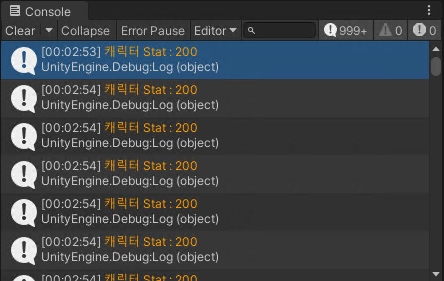 Console
Clear Collapse Error Pause Editor 999+ 0 0
[00:02:53] 캐릭터 Stat : 200
UnityEngine.Debug:Log (object)
[00:02:54] 캐릭터 Stat : 200
UnityEngine.Debug:Log (object)
[00:02:54] 캐릭터 Stat : 200
UnityEngine.Debug:Log (object)
[00:02:54] 캐릭터 Stat : 200
UnityEngine.Debug:Log (object)
[00:02:54] 캐릭터 Stat : 200
UnityEngine.Debug:Log (object)
[00:02:54] 캐릭터 Stat : 200
UnityEngine.Debug:Log (object)
[00:02:54] 캐릭터 Stat : 200